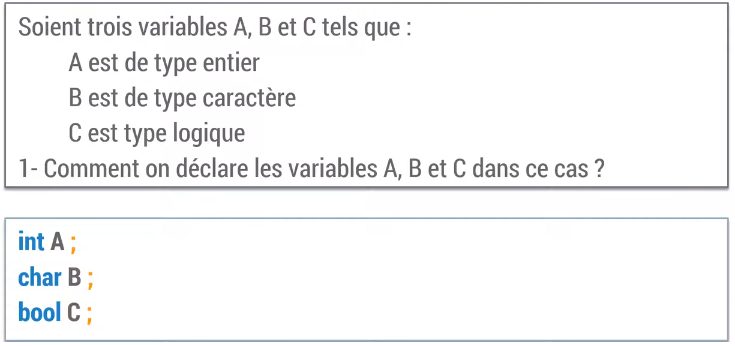 Soient trois variables A, B et C tels que :
A est de type entier
B est de type caractère
C est type logique
1- Comment on déclare les variables A, B et C dans ce cas ?
int A ;
char B ;
bool C ;